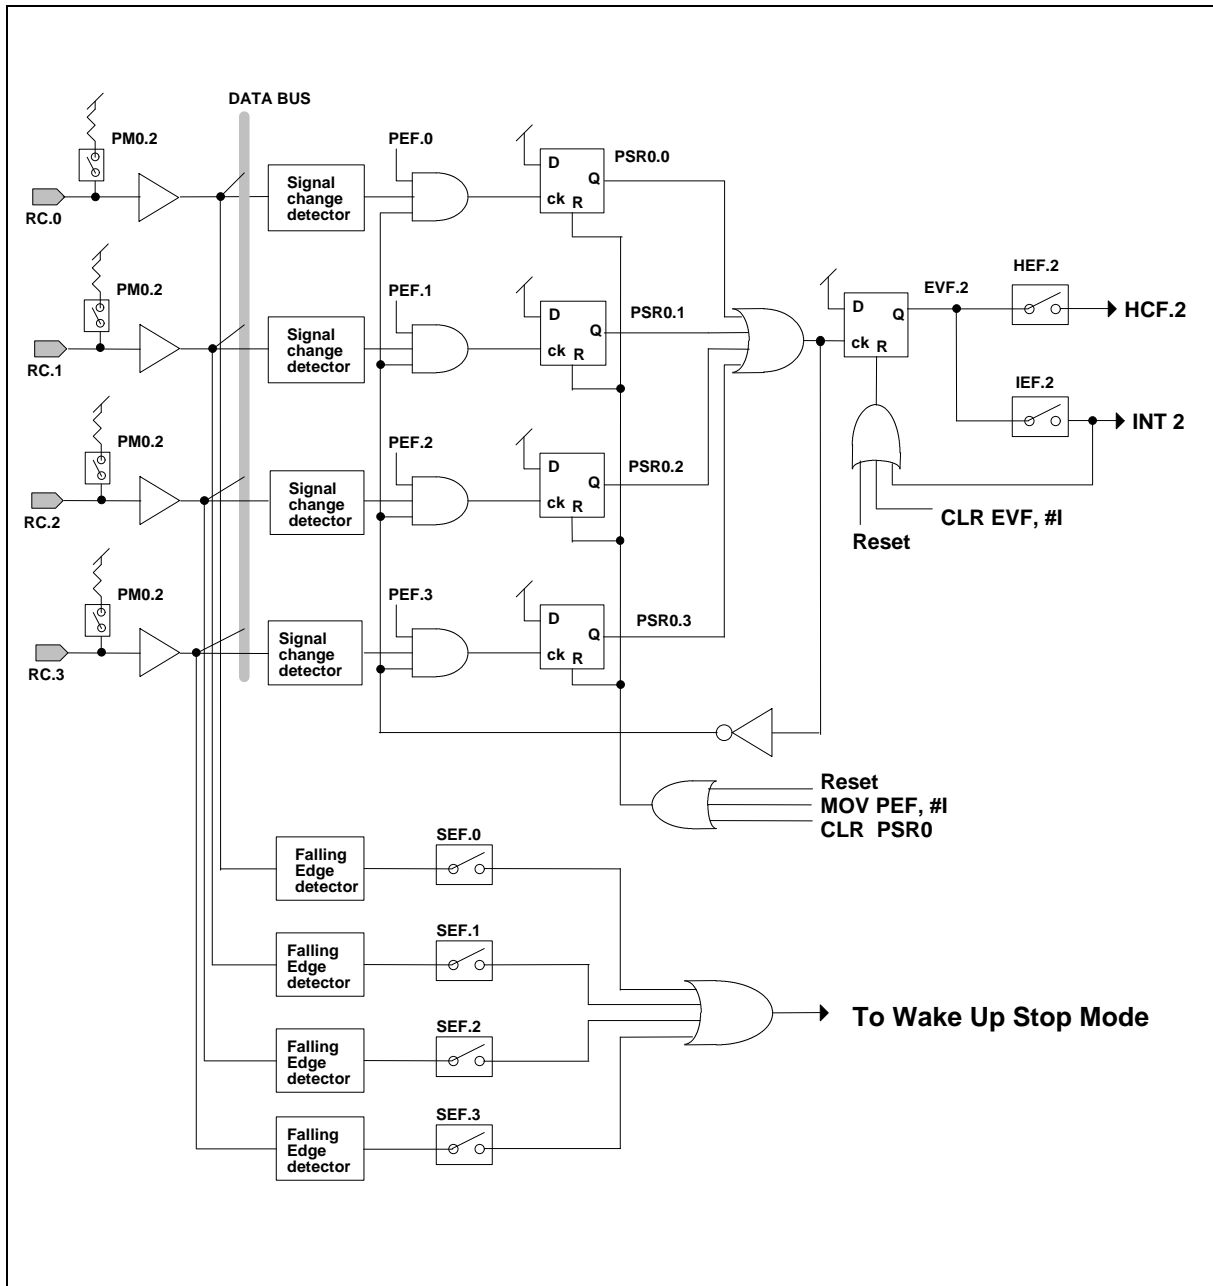 DATA BUS
PM0.2
PEF.0
PSR0.0
D
Q
ck
R
Signal
change
detector
RC.0
PM0.2
PEF.1
PSR0.1
D
Q
ck
R
Signal
change
detector
RC.1
HEF.2
EVF.2
D
Q
ck
R
HCF.2
IEF.2
INT 2
CLR EVF, #I
Reset
PM0.2
PEF.2
PSR0.2
D
Q
ck
R
Signal
change
detector
RC.2
PM0.2
PEF.3
PSR0.3
D
Q
ck
R
Signal
change
detector
RC.3
Reset
MOV PEF, #I
CLR PSR0
SEF.0
Falling
Edge
detector
SEF.1
Falling
Edge
detector
SEF.2
Falling
Edge
detector
SEF.3
Falling
Edge
detector
To Wake Up Stop Mode